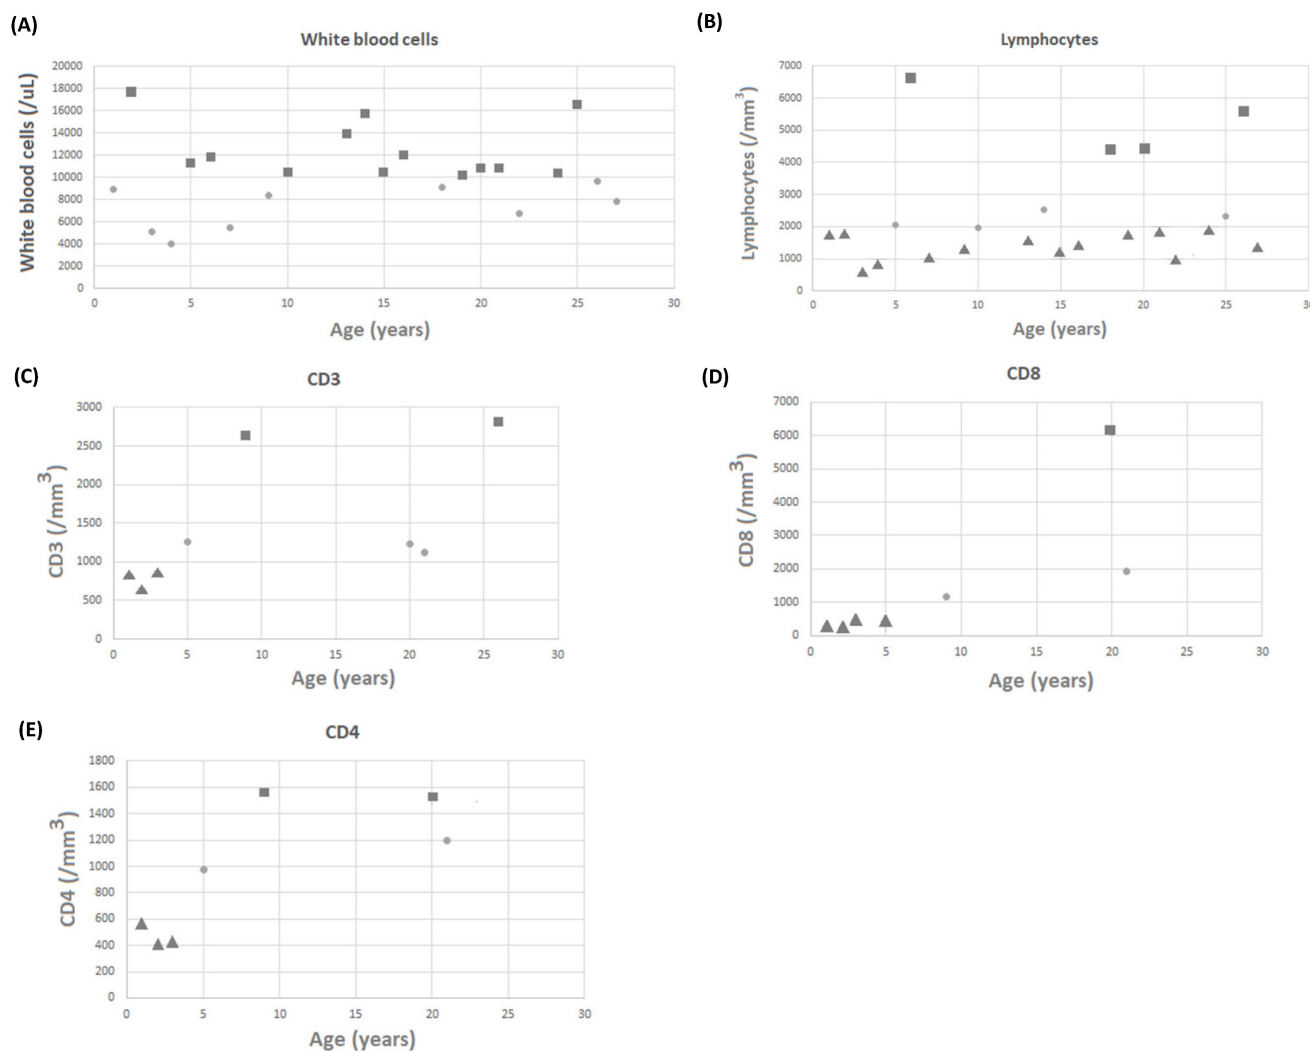 (A)
White blood cells
White blood cells (/uL)
20000
18000
16000
14000
12000
10000
8000
6000
4000
2000
0
0 5 10 15 20 25 30
Age (years)
(B)
Lymphocytes
Lymphocytes (/mm³)
7000
6000
5000
4000
3000
2000
1000
0
0 5 10 15 20 25 30
Age (years)
(C)
CD3
CD3 (/mm³)
3000
2500
2000
1500
1000
500
0
0 5 10 15 20 25 30
Age (years)
(D)
CD8
CD8 (/mm³)
7000
6000
5000
4000
3000
2000
1000
0
0 5 10 15 20 25 30
Age (years)
(E)
CD4
CD4 (/mm³)
1800
1600
1400
1200
1000
800
600
400
200
0
0 5 10 15 20 25 30
Age (years)